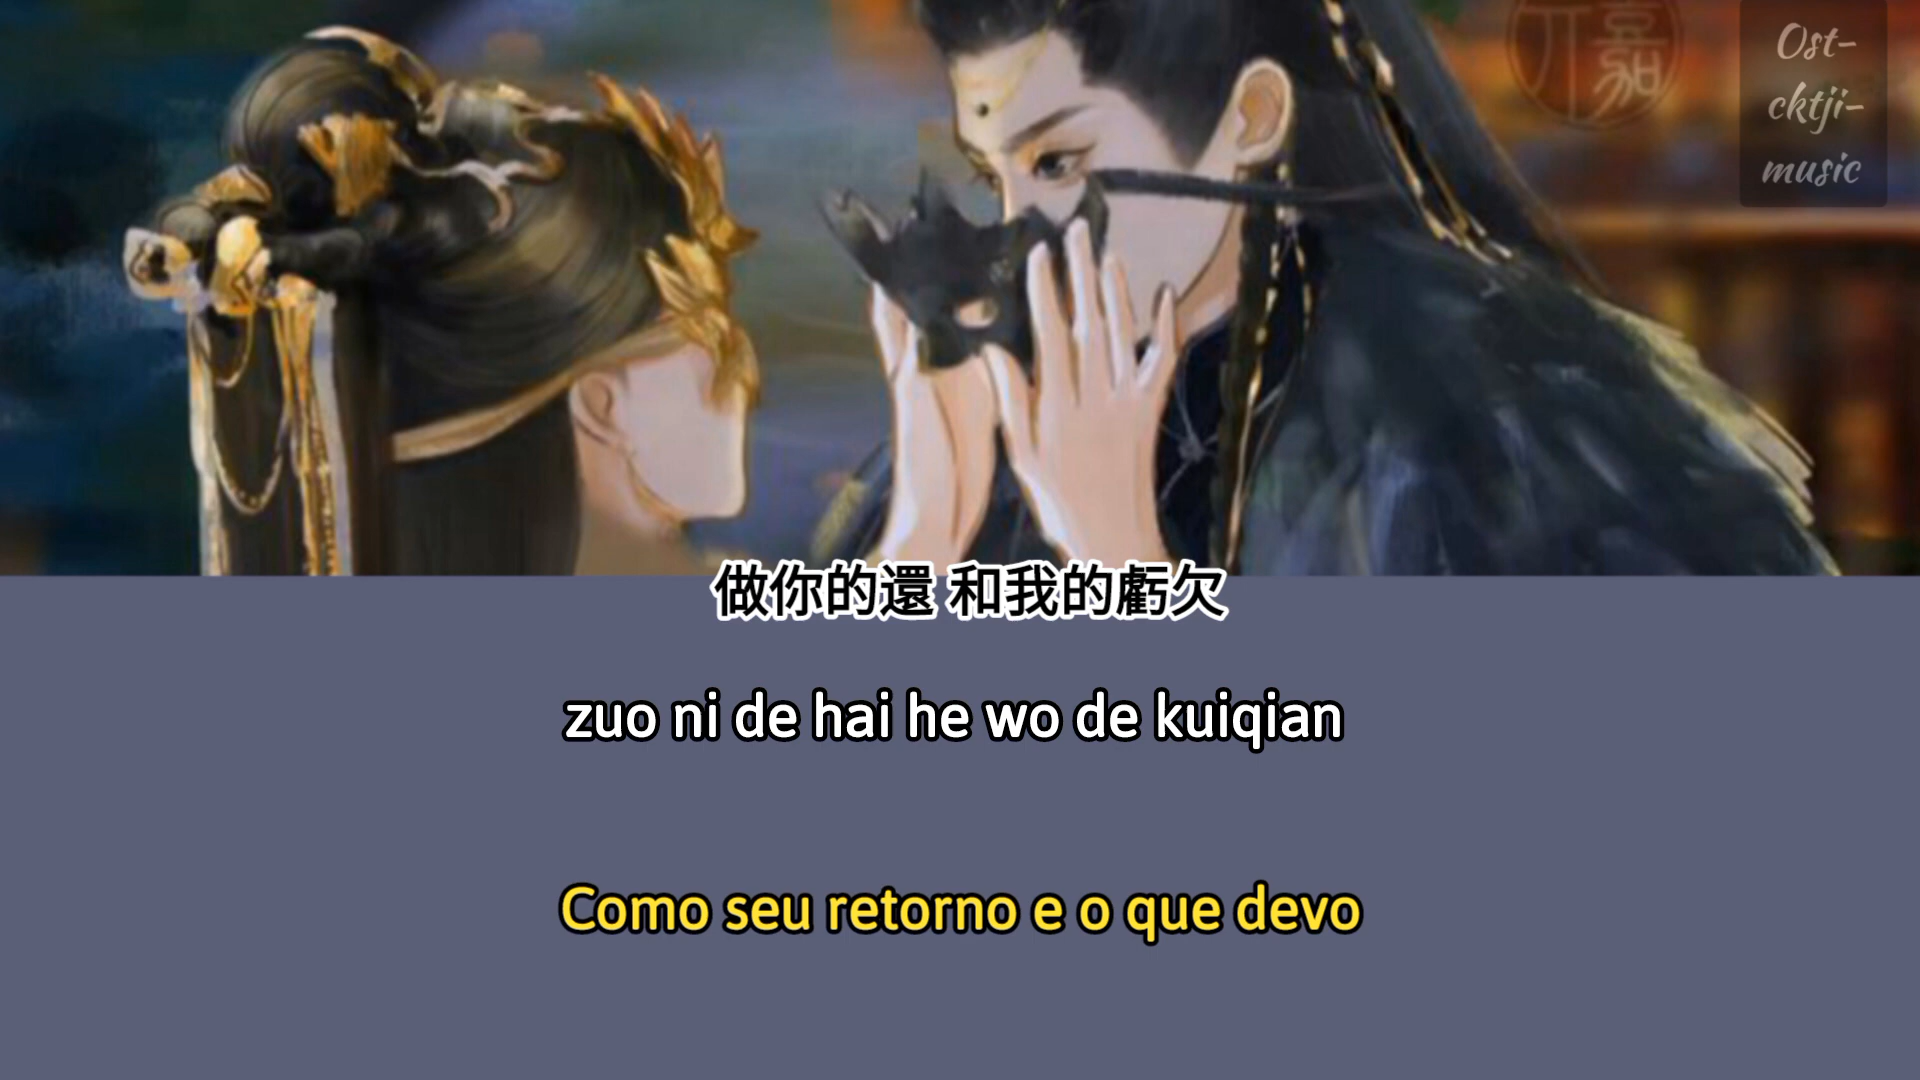 Ost-
cktji-
music
嘉
做你的還 和我的虧欠
zuo ni de hai he wo de kuiqian
Como seu retorno e o que devo